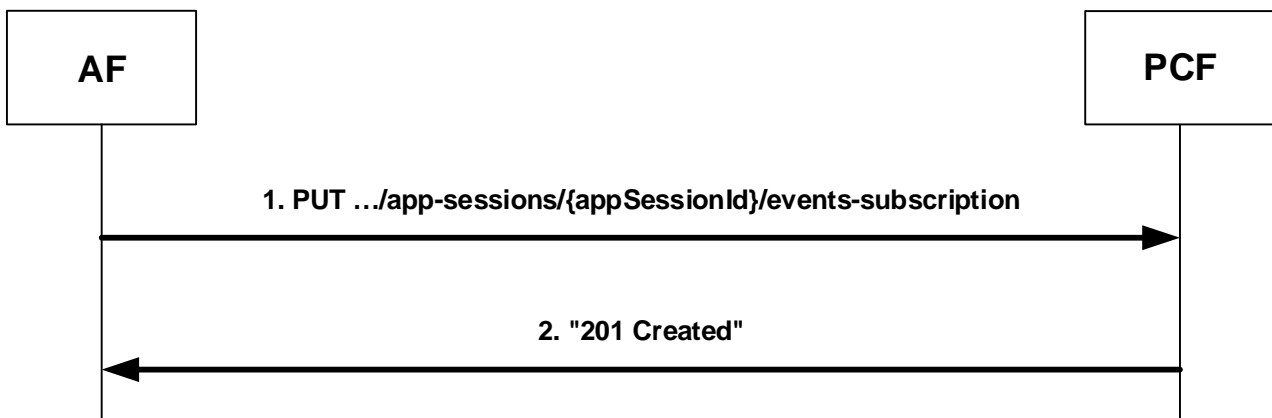 AF
PCF
1. PUT …/app-sessions/{appSessionId}/events-subscription
2. "201 Created"